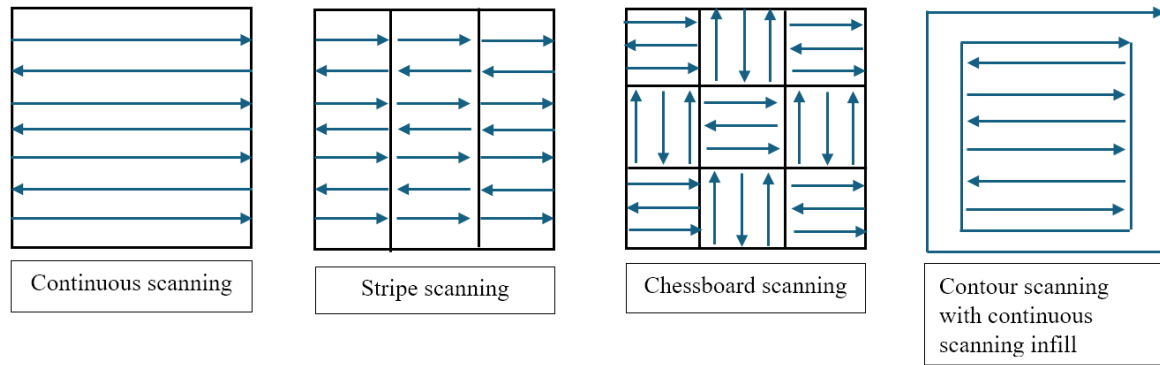 Continuous scanning
Stripe scanning
Chessboard scanning
Contour scanning
with continuous
scanning infill